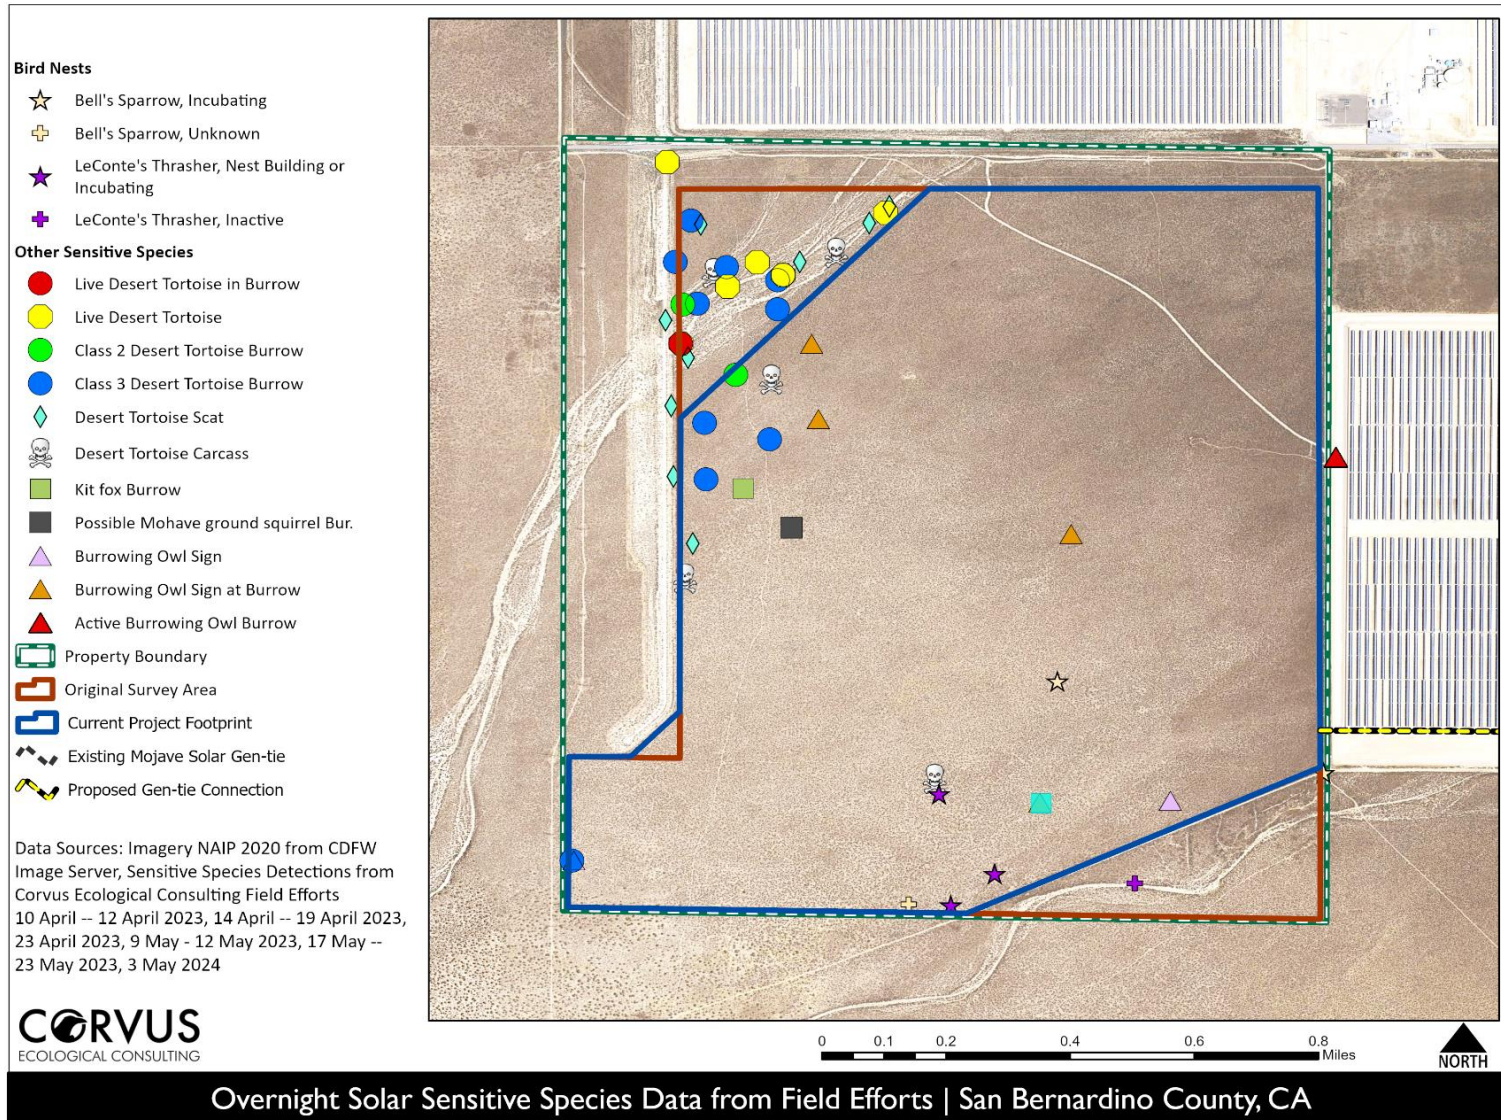 Bird Nests
Bell's Sparrow, Incubating
Bell's Sparrow, Unknown
LeConte's Thrasher, Nest Building or
Incubating
LeConte's Thrasher, Inactive
Other Sensitive Species
Live Desert Tortoise in Burrow
Live Desert Tortoise
Class 2 Desert Tortoise Burrow
Class 3 Desert Tortoise Burrow
Desert Tortoise Scat
Desert Tortoise Carcass
Kit fox Burrow
Possible Mohave ground squirrel Bur.
Burrowing Owl Sign
Burrowing Owl Sign at Burrow
Active Burrowing Owl Burrow
Property Boundary
Original Survey Area
Current Project Footprint
Existing Mojave Solar Gen-tie
Proposed Gen-tie Connection
Data Sources: Imagery NAIP 2020 from CDFW
Image Server, Sensitive Species Detections from
Corvus Ecological Consulting Field Efforts
10 April -- 12 April 2023, 14 April -- 19 April 2023,
23 April 2023, 9 May - 12 May 2023, 17 May --
23 May 2023, 3 May 2024
CORVUS
ECOLOGICAL CONSULTING
0 0.1 0.2 0.4 0.6 0.8
Miles
NORTH
Overnight Solar Sensitive Species Data from Field Efforts | San Bernardino County, CA